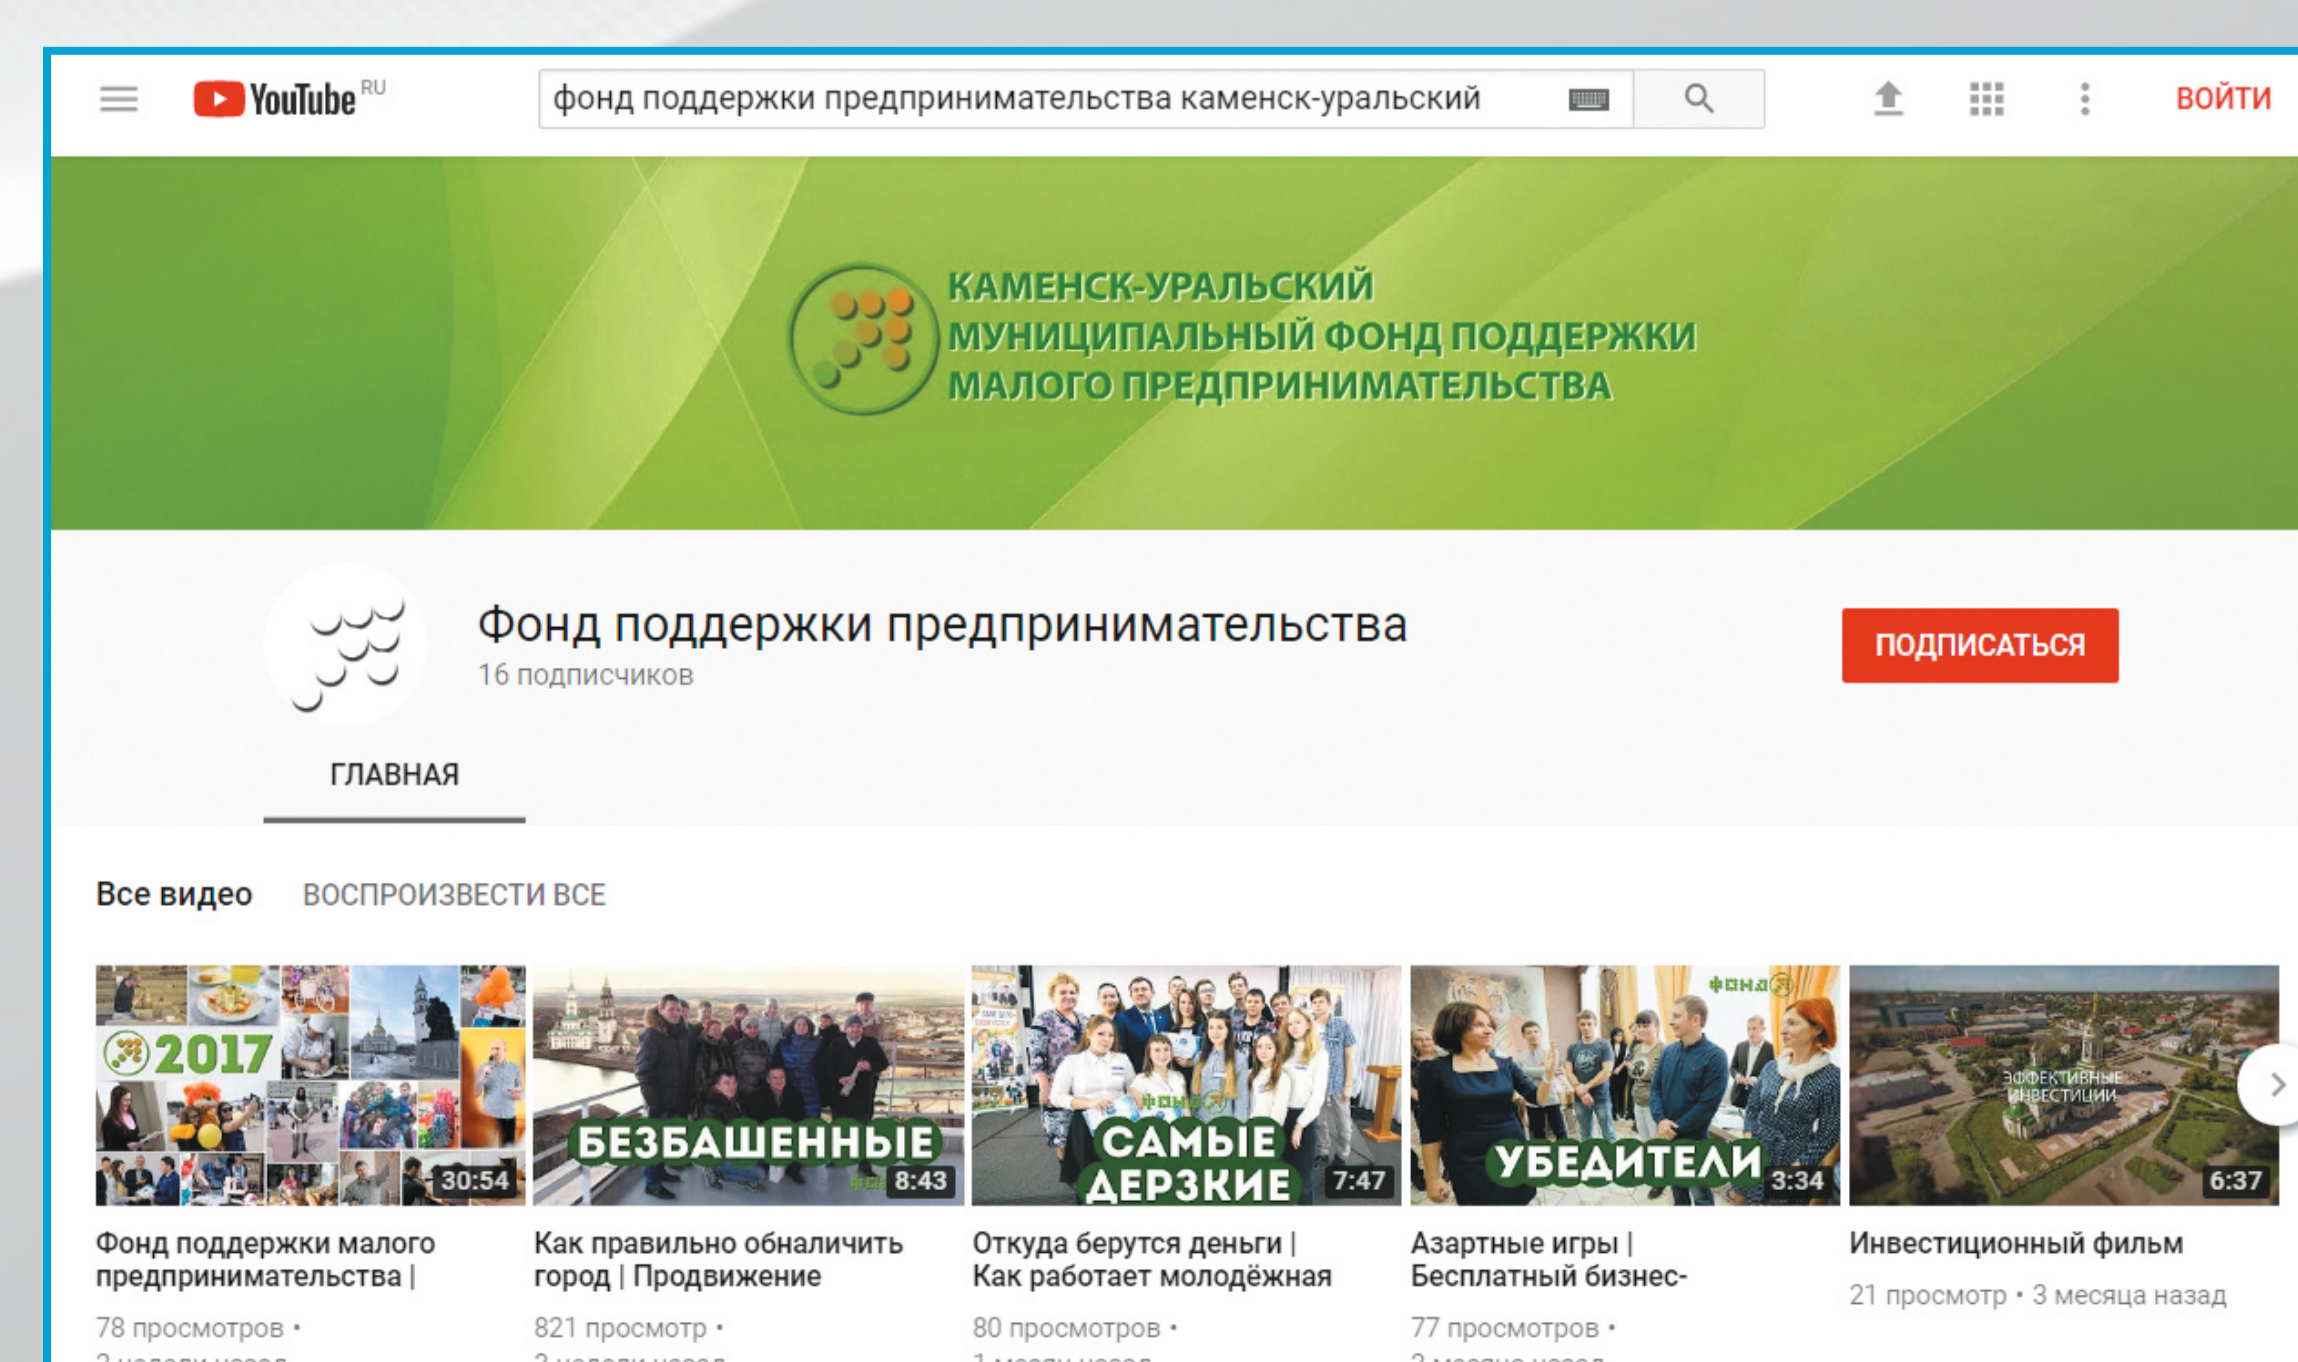 YouTube RU
фонд поддержки предпринимательства каменск-уральский
ВОЙТИ
КАМЕНСК-УРАЛЬСКИЙ
МУНИЦИПАЛЬНЫЙ ФОНД ПОДДЕРЖКИ
МАЛОГО ПРЕДПРИНИМАТЕЛЬСТВА
Фонд поддержки предпринимательства
16 подписчиков
ПОДПИСАТЬСЯ
ГЛАВНАЯ
Все видео ВОСПРОИЗВЕСТИ ВСЕ
2017
30:54
БЕЗБАШЕННЫЕ
8:43
ФОНД
САМЫЕ
ДЕРЗКИЕ
7:47
ФОНД
УБЕДИТЕЛИ
3:34
ЭФФЕКТИВНЫЕ
ИНВЕСТИЦИИ
6:37
Фонд поддержки малого
предпринимательства |
78 просмотров •
Как правильно обналичить
город | Продвижение
821 просмотр •
Откуда берутся деньги |
Как работает молодёжная
80 просмотров •
Азартные игры |
Бесплатный бизнес-
77 просмотров •
Инвестиционный фильм
21 просмотр • 3 месяца назад